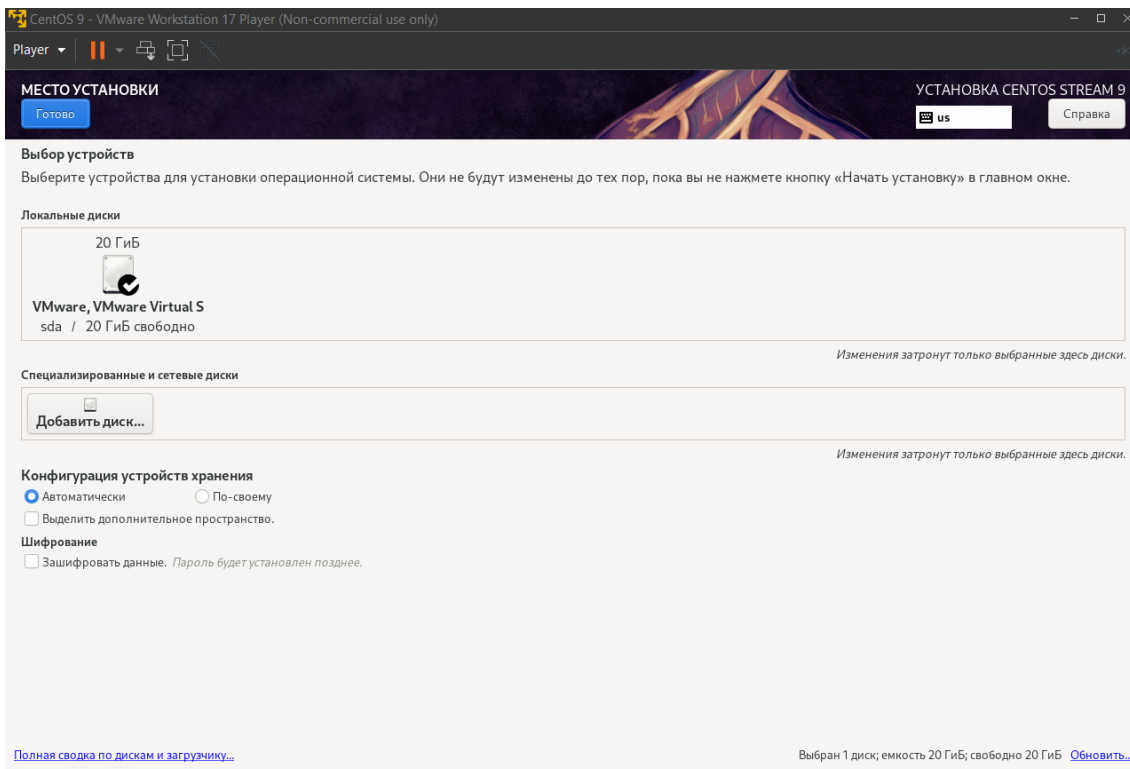 CentOS 9 - VMware Workstation 17 Player (Non-commercial use only)
Player
МЕСТО УСТАНОВКИ
УСТАНОВКА CENTOS STREAM 9
Готово
us
Справка
Выбор устройств
Выберите устройства для установки операционной системы. Они не будут изменены до тех пор, пока вы не нажмете кнопку «Начать установку» в главном окне.
Локальные диски
20 ГиБ
VMware, VMware Virtual S
sda / 20 ГиБ свободно
Изменения затронут только выбранные здесь диски.
Специализированные и сетевые диски
Добавить диск...
Изменения затронут только выбранные здесь диски.
Конфигурация устройств хранения
Автоматически По-своему
Выделить дополнительное пространство.
Шифрование
Зашифровать данные. Пароль будет установлен позднее.
Полная сводка по дискам и загрузчику... Выбран 1 диск; емкость 20 ГиБ; свободно 20 ГиБ Обновить..